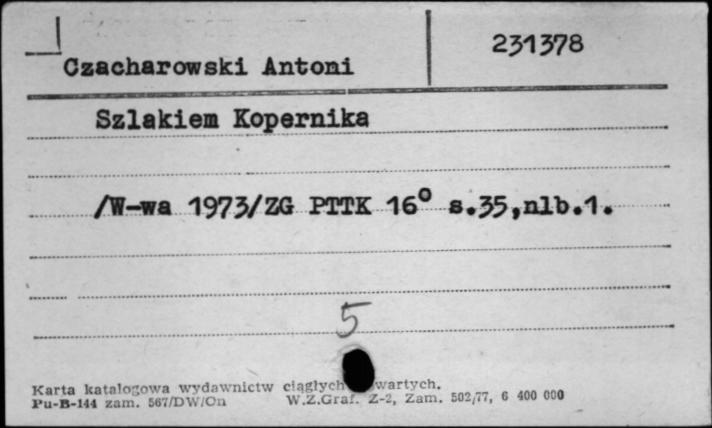 231378
Czacharowski Antoni
Szlakiem Kopernika
/W-wa 1973/ZG PTTK 16° s.35,nlb.1.
5
Karta katalogowa wydawnictw ciągłych wartych.
Pu-B-144 zam. 567/DW/On W.Z.Graf. Z-2, Zam. 502/77, 6 400 000